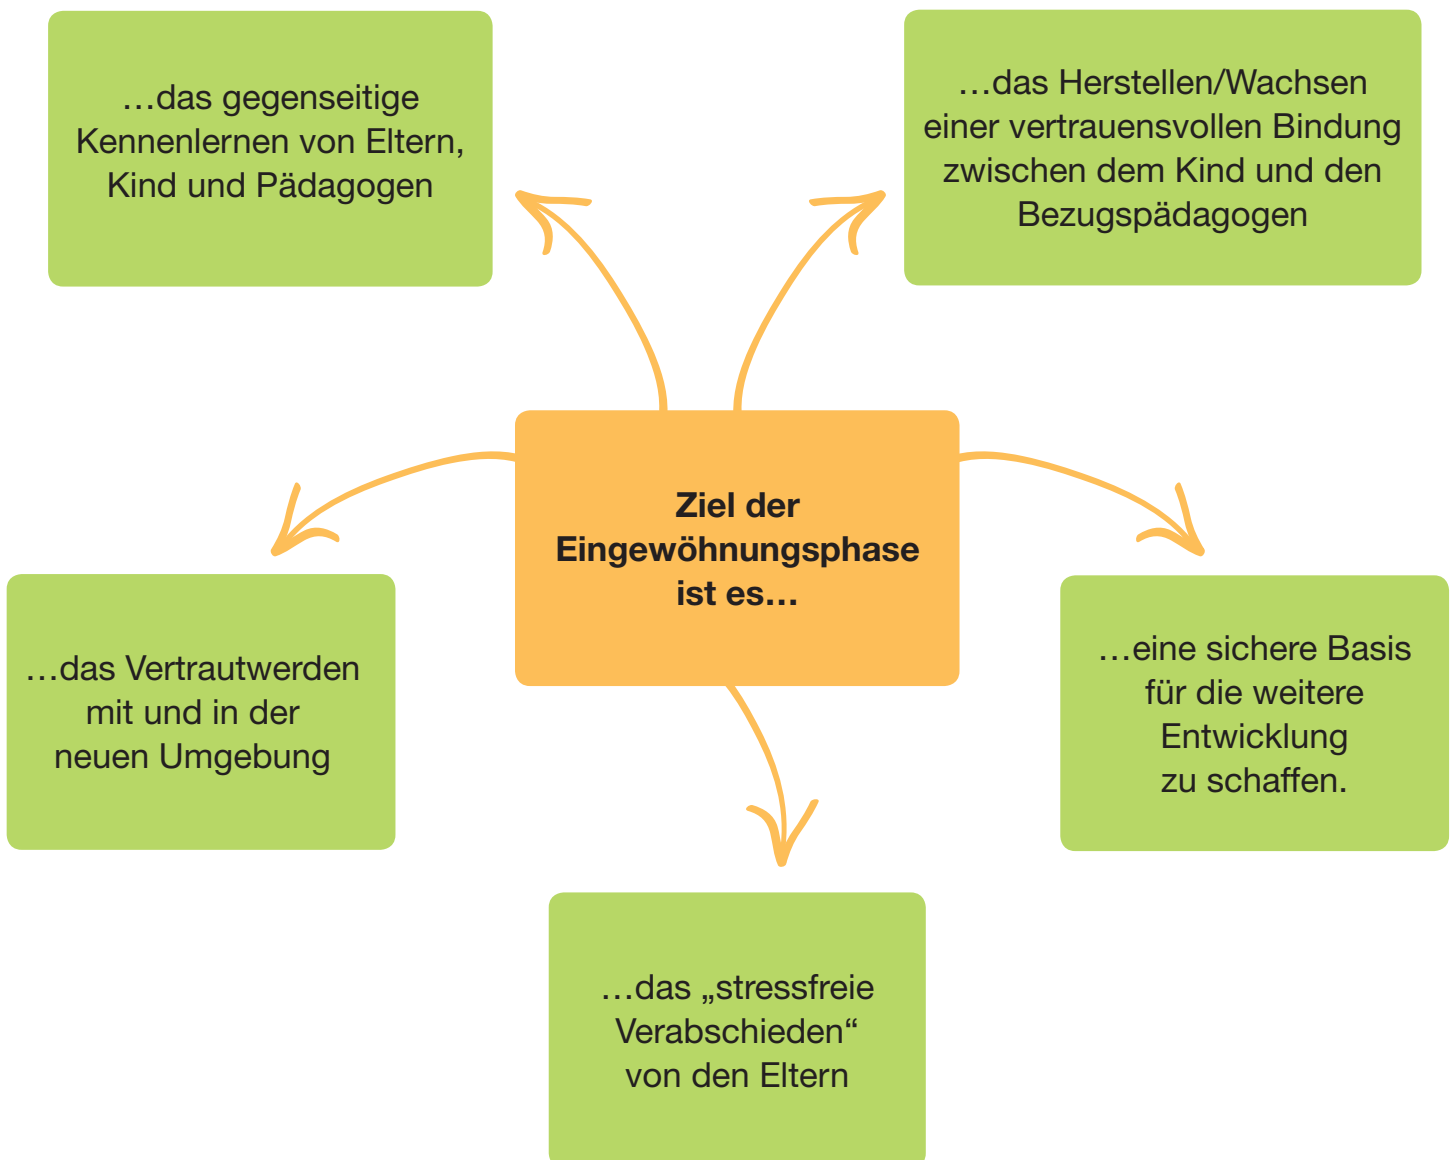 …das gegenseitige
Kennenlernen von Eltern,
Kind und Pädagogen
…das Herstellen/Wachsen
einer vertrauensvollen Bindung
zwischen dem Kind und den
Bezugspädagogen
Ziel der
Eingewöhnungsphase
ist es…
…das Vertrautwerden
mit und in der
neuen Umgebung
…eine sichere Basis
für die weitere
Entwicklung
zu schaffen.
…das „stressfreie
Verabschieden“
von den Eltern